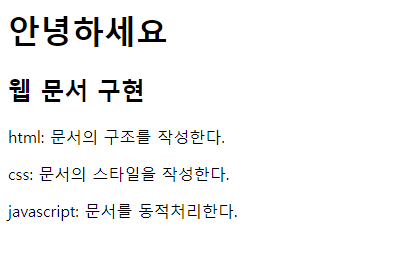 안녕하세요
웹 문서 구현
html: 문서의 구조를 작성한다.
css: 문서의 스타일을 작성한다.
javascript: 문서를 동적처리한다.